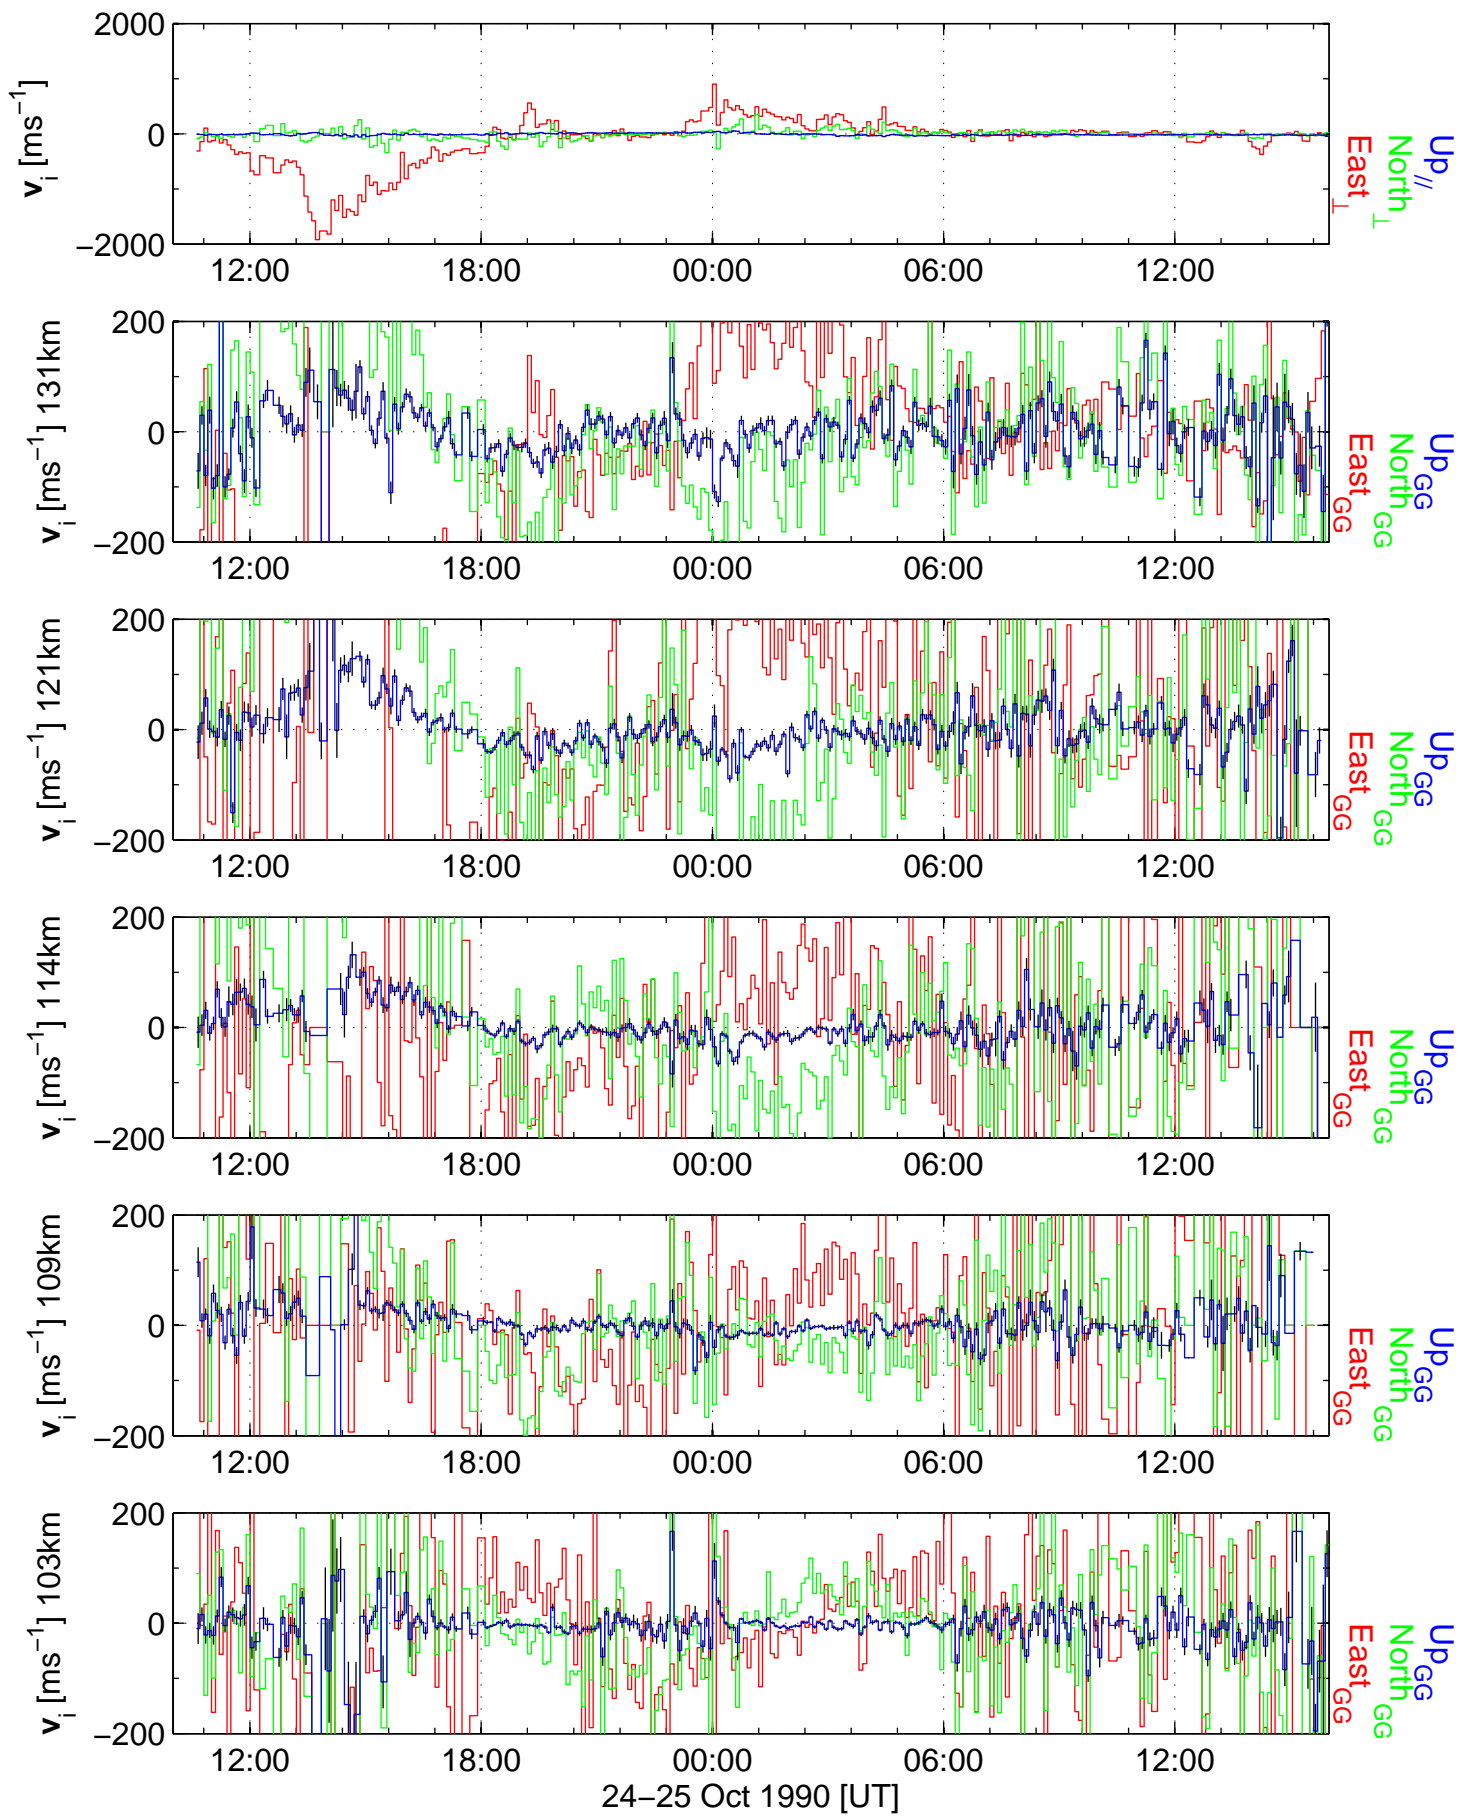 2000
0
−2000
v_i [ms⁻¹]
12:00 18:00 00:00 06:00 12:00
East_⊥
North_⊥
Up_//
200
0
−200
v_i [ms⁻¹] 131km
12:00 18:00 00:00 06:00 12:00
East_GG
North_GG
Up_GG
200
0
−200
v_i [ms⁻¹] 121km
12:00 18:00 00:00 06:00 12:00
East_GG
North_GG
Up_GG
200
0
−200
v_i [ms⁻¹] 114km
12:00 18:00 00:00 06:00 12:00
East_GG
North_GG
Up_GG
200
0
−200
v_i [ms⁻¹] 109km
12:00 18:00 00:00 06:00 12:00
East_GG
North_GG
Up_GG
200
0
−200
v_i [ms⁻¹] 103km
12:00 18:00 00:00 06:00 12:00
East_GG
North_GG
Up_GG
24−25 Oct 1990 [UT]